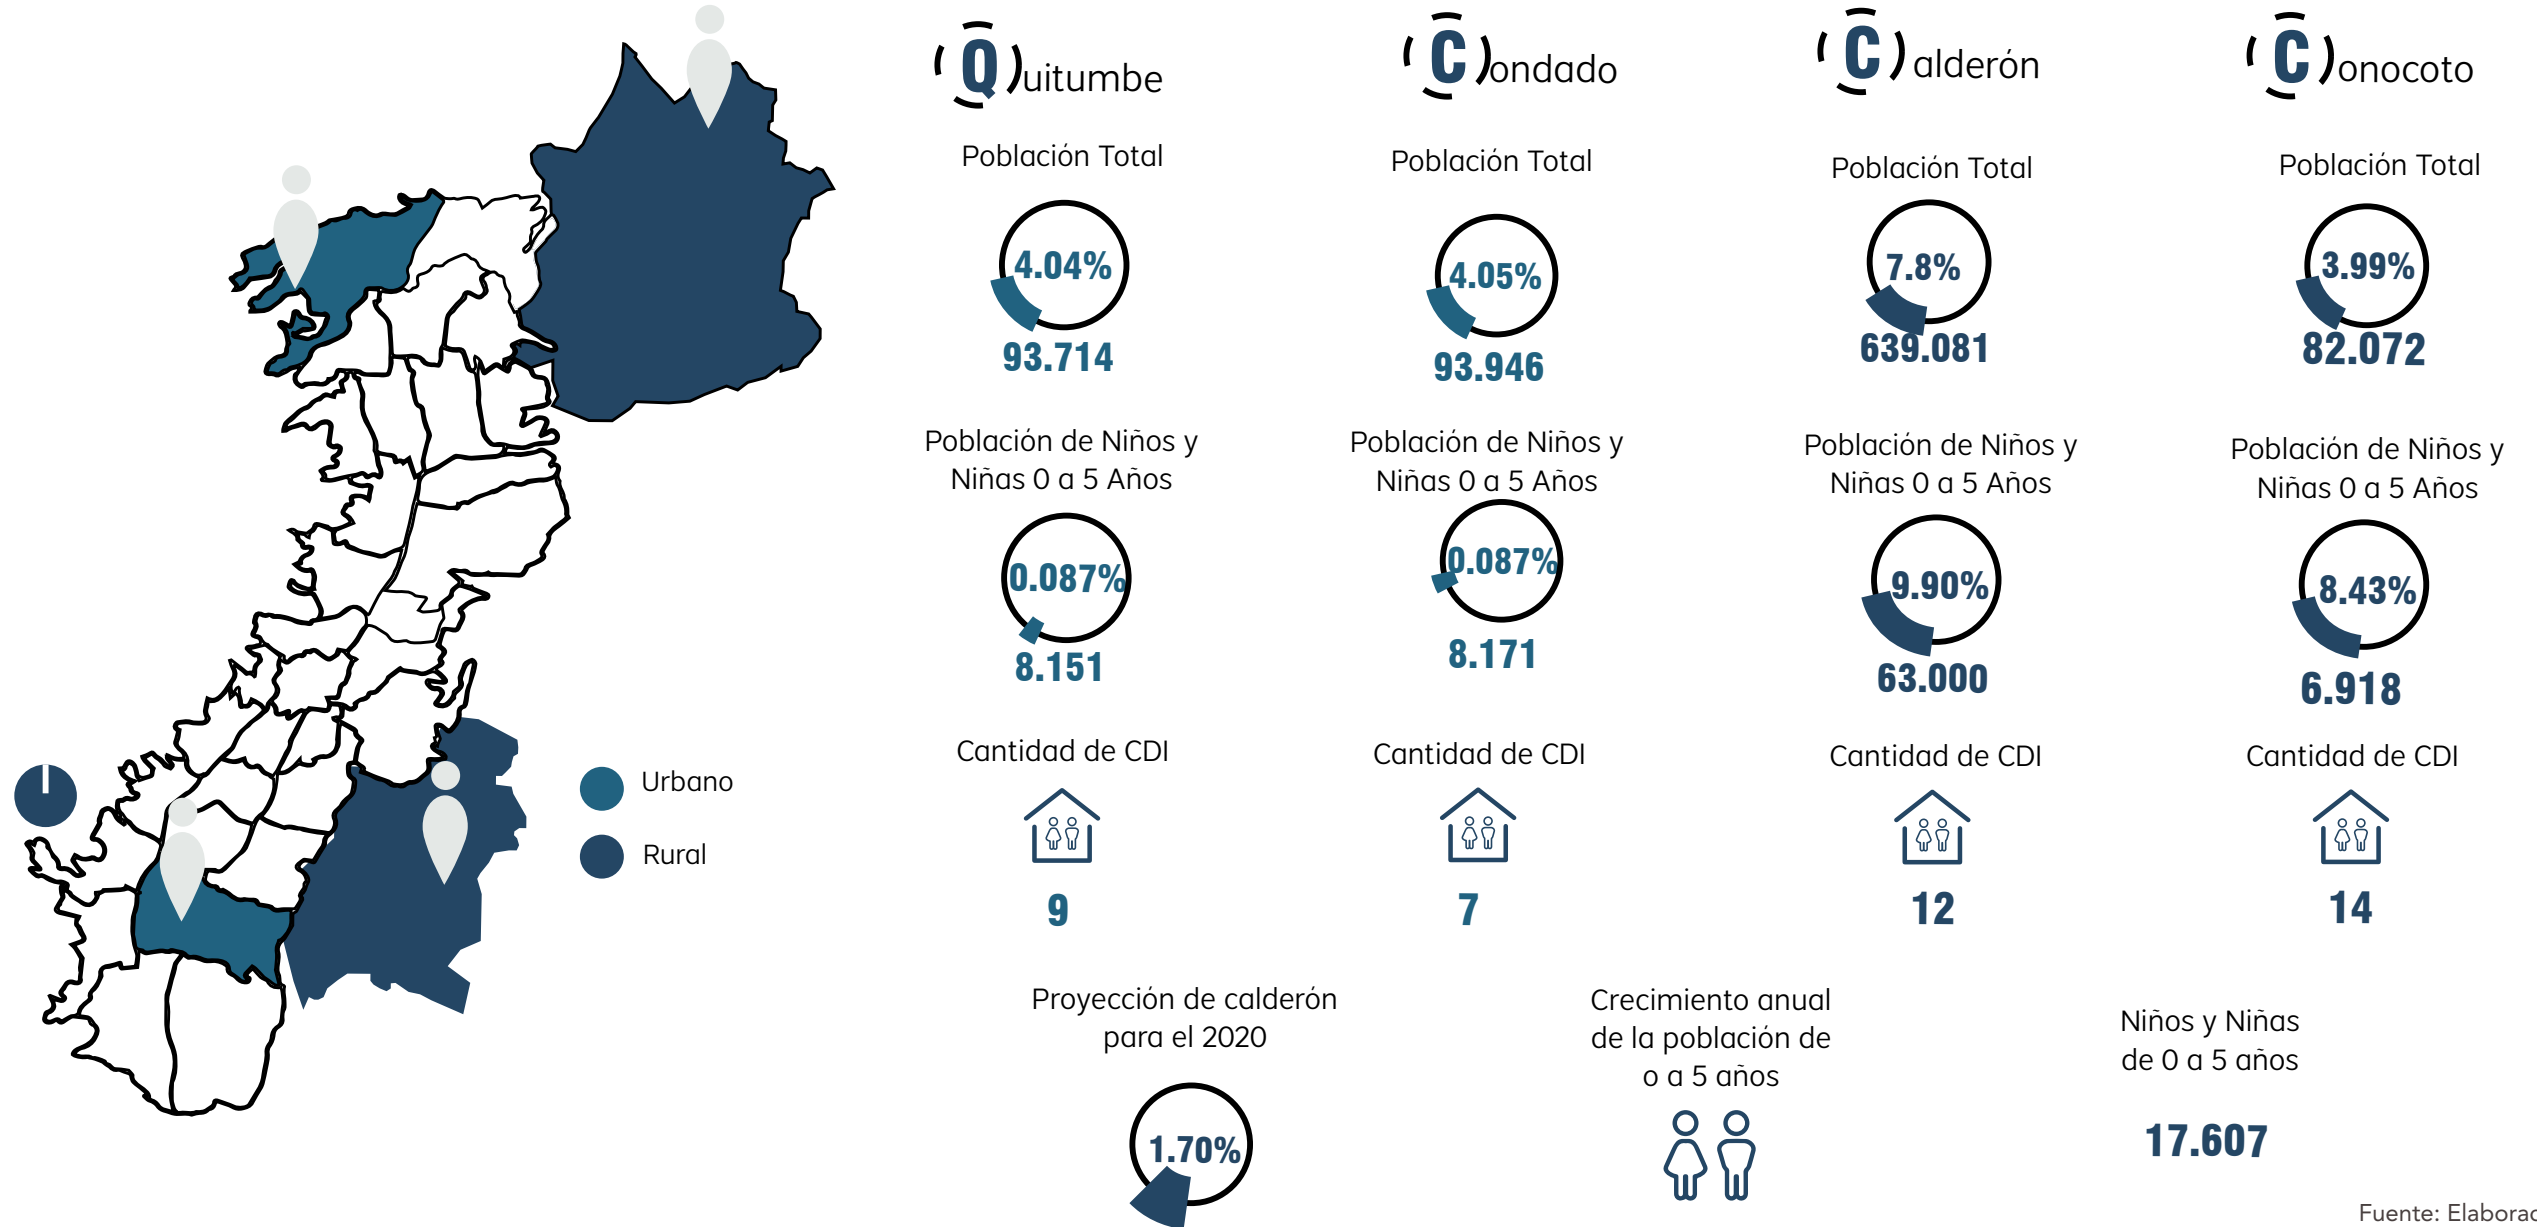 Quitumbe
Población Total
4.04%
93.714
Población de Niños y
Niñas 0 a 5 Años
0.087%
8.151
Cantidad de CDI
9
Condado
Población Total
4.05%
93.946
Población de Niños y
Niñas 0 a 5 Años
0.087%
8.171
Cantidad de CDI
7
Calderón
Población Total
7.8%
639.081
Población de Niños y
Niñas 0 a 5 Años
9.90%
63.000
Cantidad de CDI
12
Conocoto
Población Total
3.99%
82.072
Población de Niños y
Niñas 0 a 5 Años
8.43%
6.918
Cantidad de CDI
14
Urbano
Rural
Proyección de calderón
para el 2020
1.70%
Crecimiento anual
de la población de
o a 5 años
Niños y Niñas
de 0 a 5 años
17.607
Fuente: Elaborac